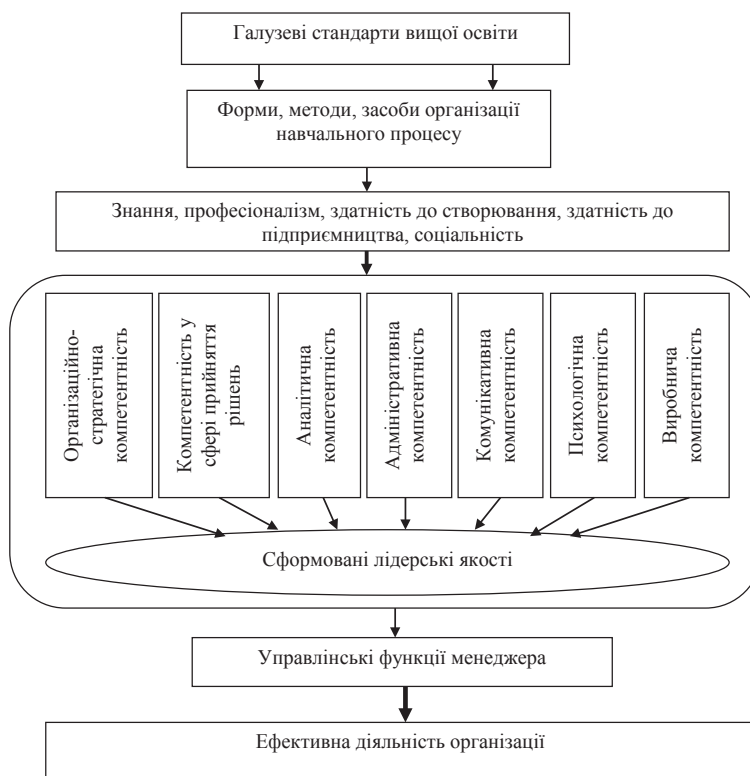 Галузеві стандарти вищої освіти
Форми, методи, засоби організації
навчального процесу
Знання, професіоналізм, здатність до створювання, здатність до
підприємництва, соціальність
Організаційно-
стратегічна
компетентність
Компетентність у
сфері прийняття
рішень
Аналітична
компетентність
Адміністративна
компетентність
Комунікативна
компетентність
Психологічна
компетентність
Виробнича
компетентність
Сформовані лідерські якості
Управлінські функції менеджера
Ефективна діяльність організації